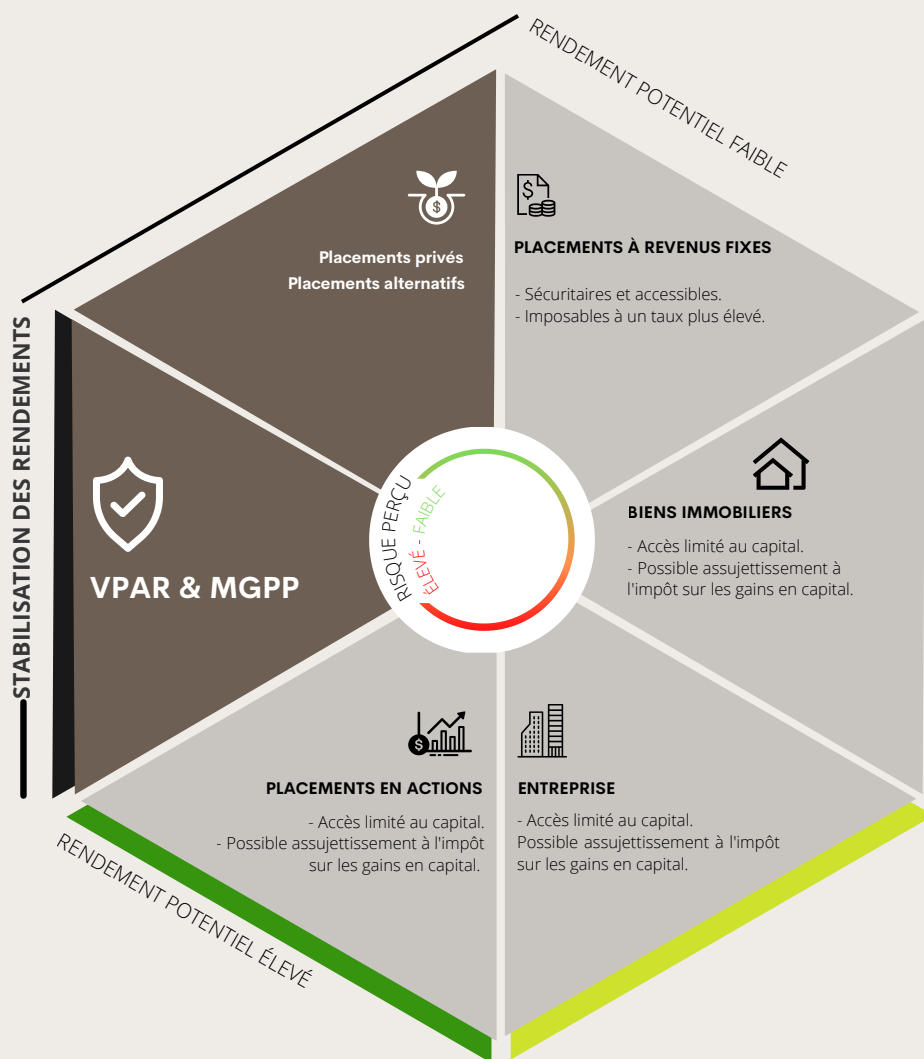 RENDEMENT POTENTIEL FAIBLE
$
Placements privés
Placements alternatifs
$
PLACEMENTS À REVENUS FIXES
- Sécuritaires et accessibles.
- Imposables à un taux plus élevé.
STABILISATION DES RENDEMENTS
VPAR & MGPP
RISQUE PERÇU
ÉLEVÉ - FAIBLE
BIENS IMMOBILIERS
- Accès limité au capital.
- Possible assujettissement à
l'impôt sur les gains en capital.
$
PLACEMENTS EN ACTIONS
- Accès limité au capital.
- Possible assujettissement à l'impôt
sur les gains en capital.
ENTREPRISE
- Accès limité au capital.
Possible assujettissement à l'impôt
sur les gains en capital.
RENDEMENT POTENTIEL ÉLEVÉ